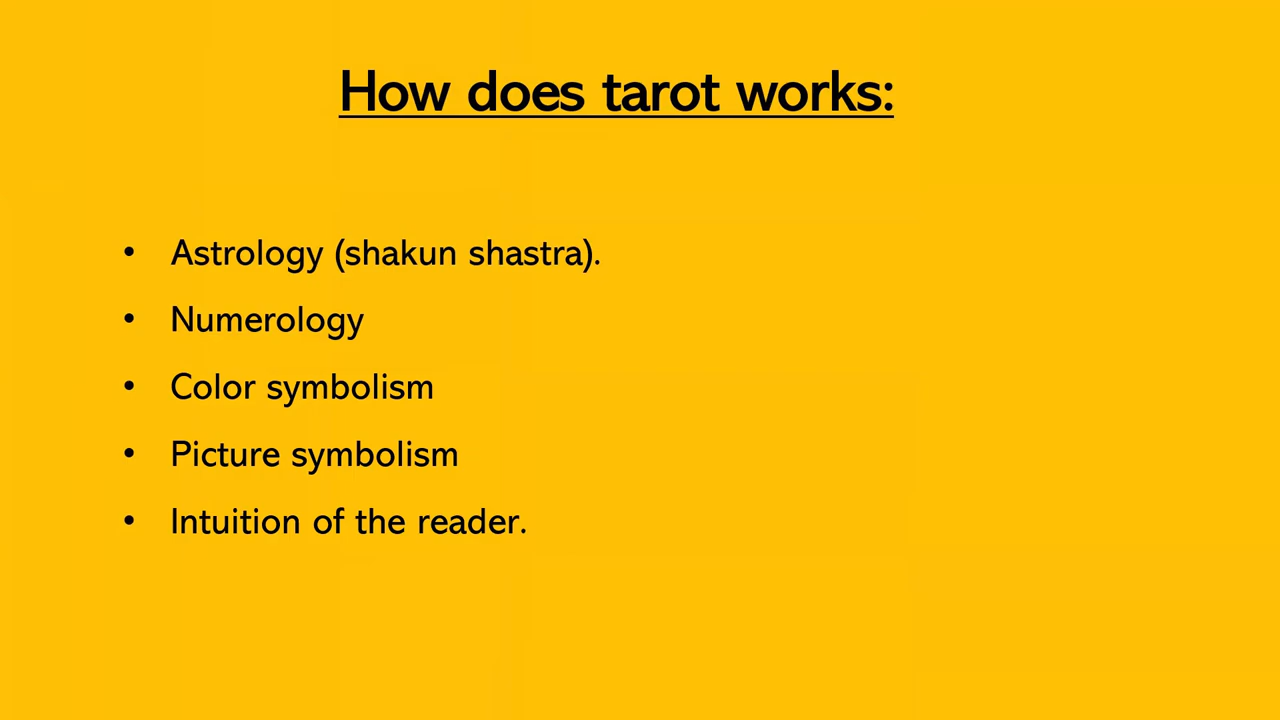 How does tarot works:
• Astrology (shakun shastra).
• Numerology
• Color symbolism
• Picture symbolism
• Intuition of the reader.